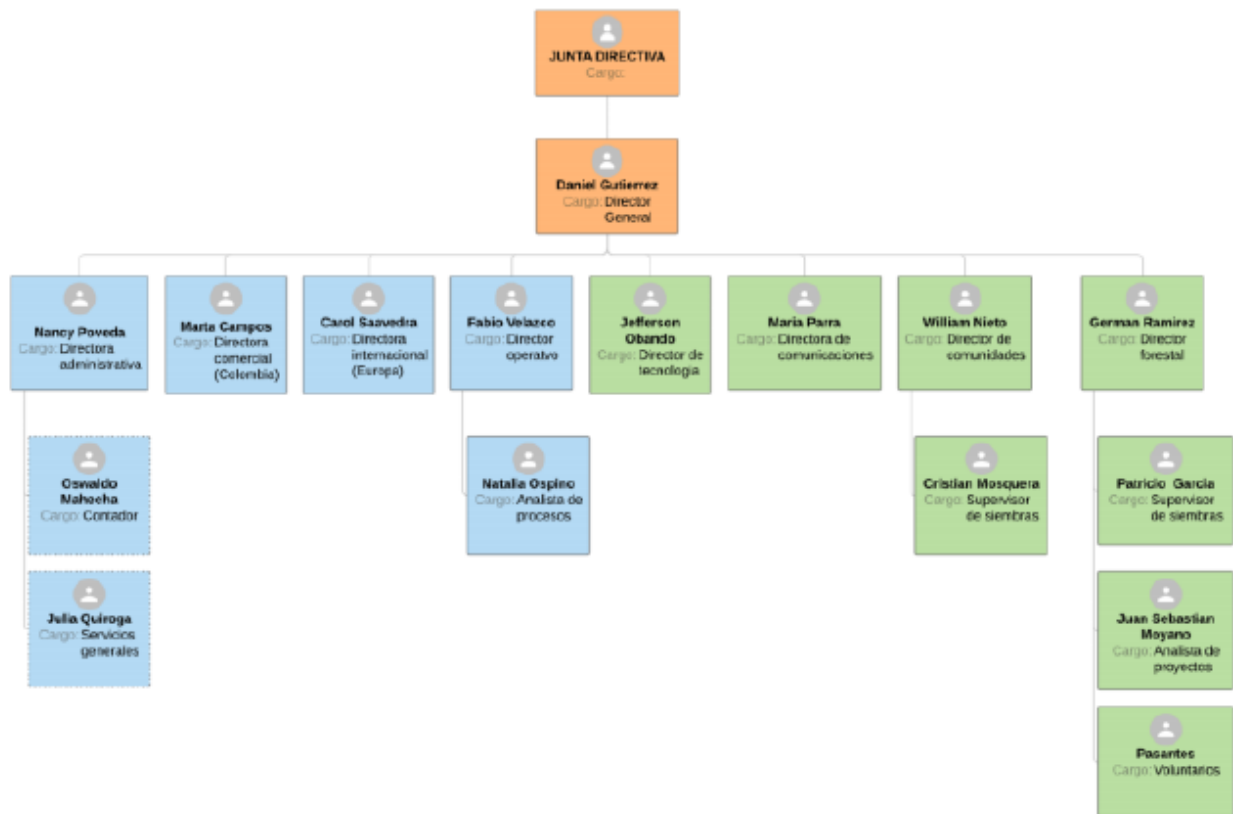 JUNTA DIRECTIVA
Cargo:
Daniel Gutierrez
Cargo: Director
General
Nancy Poveda
Cargo: Directora
administrativa
Marta Campos
Cargo: Directora
comercial
(Colombia)
Carol Saavedra
Cargo: Directora
internacional
(Europa)
Fabio Velazco
Cargo: Director
operativo
Jefferson
Obando
Cargo: Director de
tecnologia
Maria Parra
Cargo: Directora de
comunicaciones
William Nieto
Cargo: Director de
comunidades
German Ramirez
Cargo: Director
forestal
Oswaldo
Mahecha
Cargo: Contador
Natalia Ospino
Cargo: Analista de
procesos
Cristian Mosquera
Cargo: Supervisor
de siembras
Patricio Garcia
Cargo: Supervisor
de siembras
Julia Quiroga
Cargo: Servicios
generales
Juan Sebastian
Moyano
Cargo: Analista de
proyectos
Pasantes
Cargo: Voluntarios